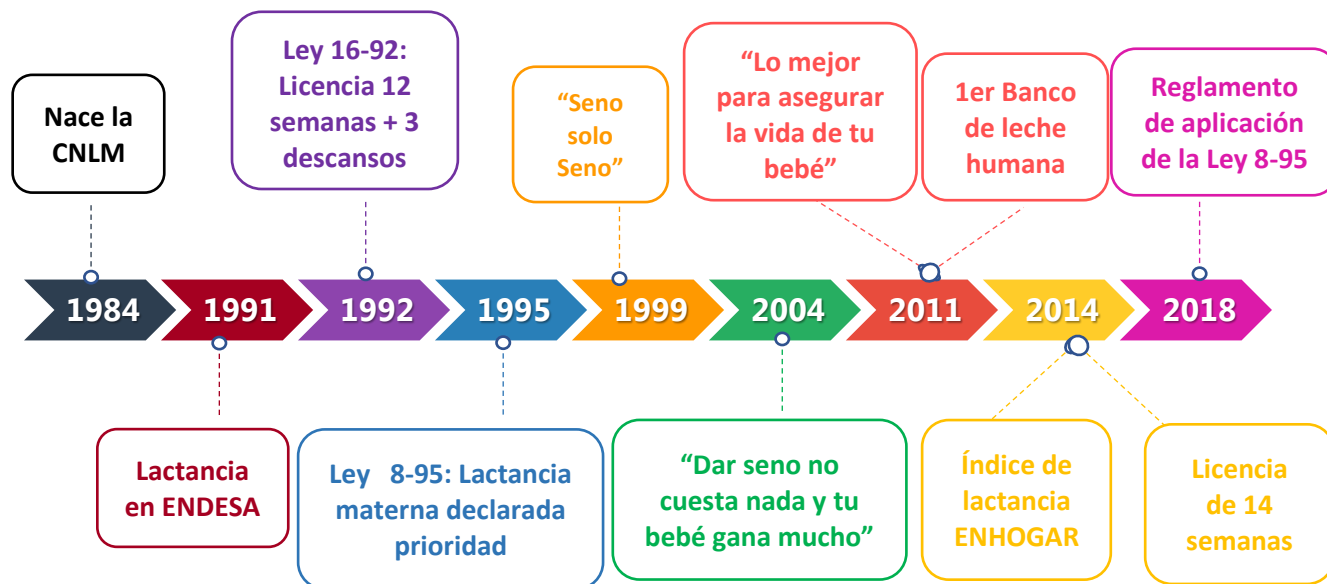 Nace la
CNLM
Ley 16-92:
Licencia 12
semanas + 3
descansos
“Seno
solo
Seno”
“Lo mejor
para asegurar
la vida de tu
bebé”
1er Banco
de leche
humana
Reglamento
de aplicación
de la Ley 8-95
1984
1991
1992
1995
1999
2004
2011
2014
2018
Lactancia
en ENDESA
Ley 8-95: Lactancia
materna declarada
prioridad
“Dar seno no
cuesta nada y tu
bebé gana mucho”
Índice de
lactancia
ENHOGAR
Licencia
de 14
semanas